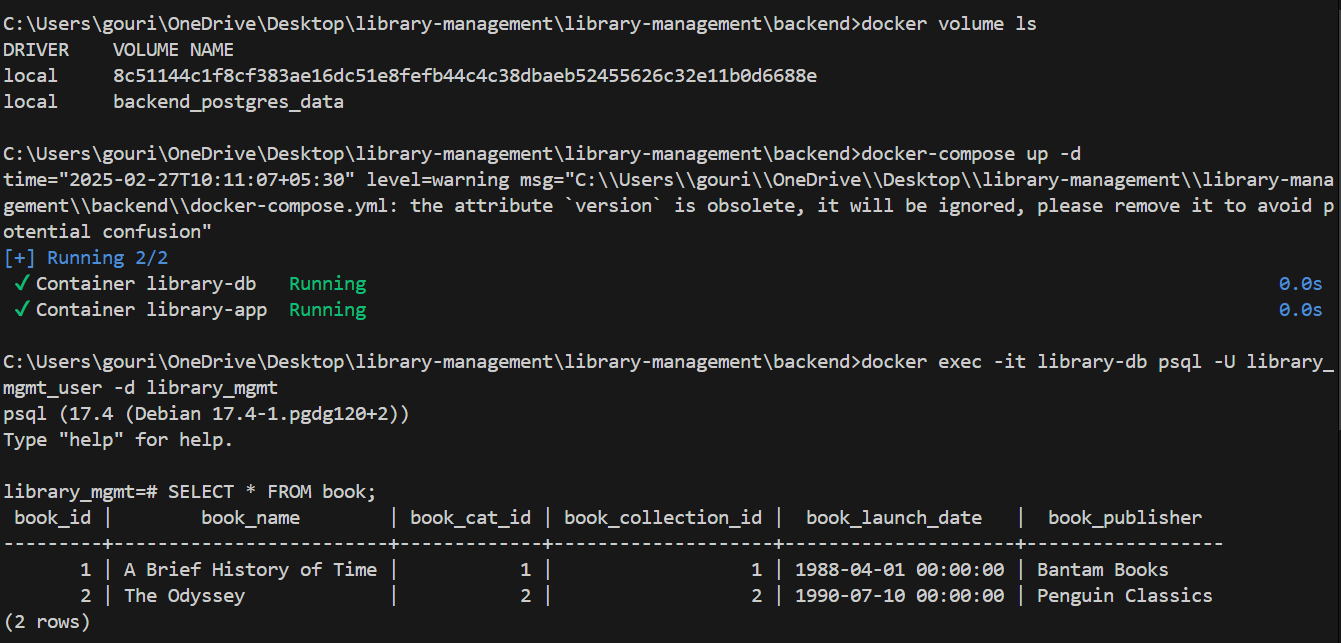 C:\Users\gouri\OneDrive\Desktop\library-management\library-management\backend>docker volume ls
DRIVER    VOLUME NAME
local     8c51144c1f8cf383ae16dc51e8fefb44c4c38dbaeb52455626c32e11b0d6688e
local     backend_postgres_data
C:\Users\gouri\OneDrive\Desktop\library-management\library-management\backend>docker-compose up -d
time="2025-02-27T10:11:07+05:30" level=warning msg="C:\\Users\\gouri\\OneDrive\\Desktop\\library-management\\library-mana
gement\\backend\\docker-compose.yml: the attribute `version` is obsolete, it will be ignored, please remove it to avoid p
otential confusion"
[+] Running 2/2
 ✓ Container library-db   Running 0.0s
 ✓ Container library-app  Running 0.0s
C:\Users\gouri\OneDrive\Desktop\library-management\library-management\backend>docker exec -it library-db psql -U library_
mgmt_user -d library_mgmt
psql (17.4 (Debian 17.4-1.pgdg120+2))
Type "help" for help.
library_mgmt=# SELECT * FROM book;
 book_id |        book_name        | book_cat_id | book_collection_id |  book_launch_date   |  book_publisher
---------+-------------------------+-------------+--------------------+---------------------+------------------
       1 | A Brief History of Time |           1 |                  1 | 1988-04-01 00:00:00 | Bantam Books
       2 | The Odyssey             |           2 |                  2 | 1990-07-10 00:00:00 | Penguin Classics
(2 rows)